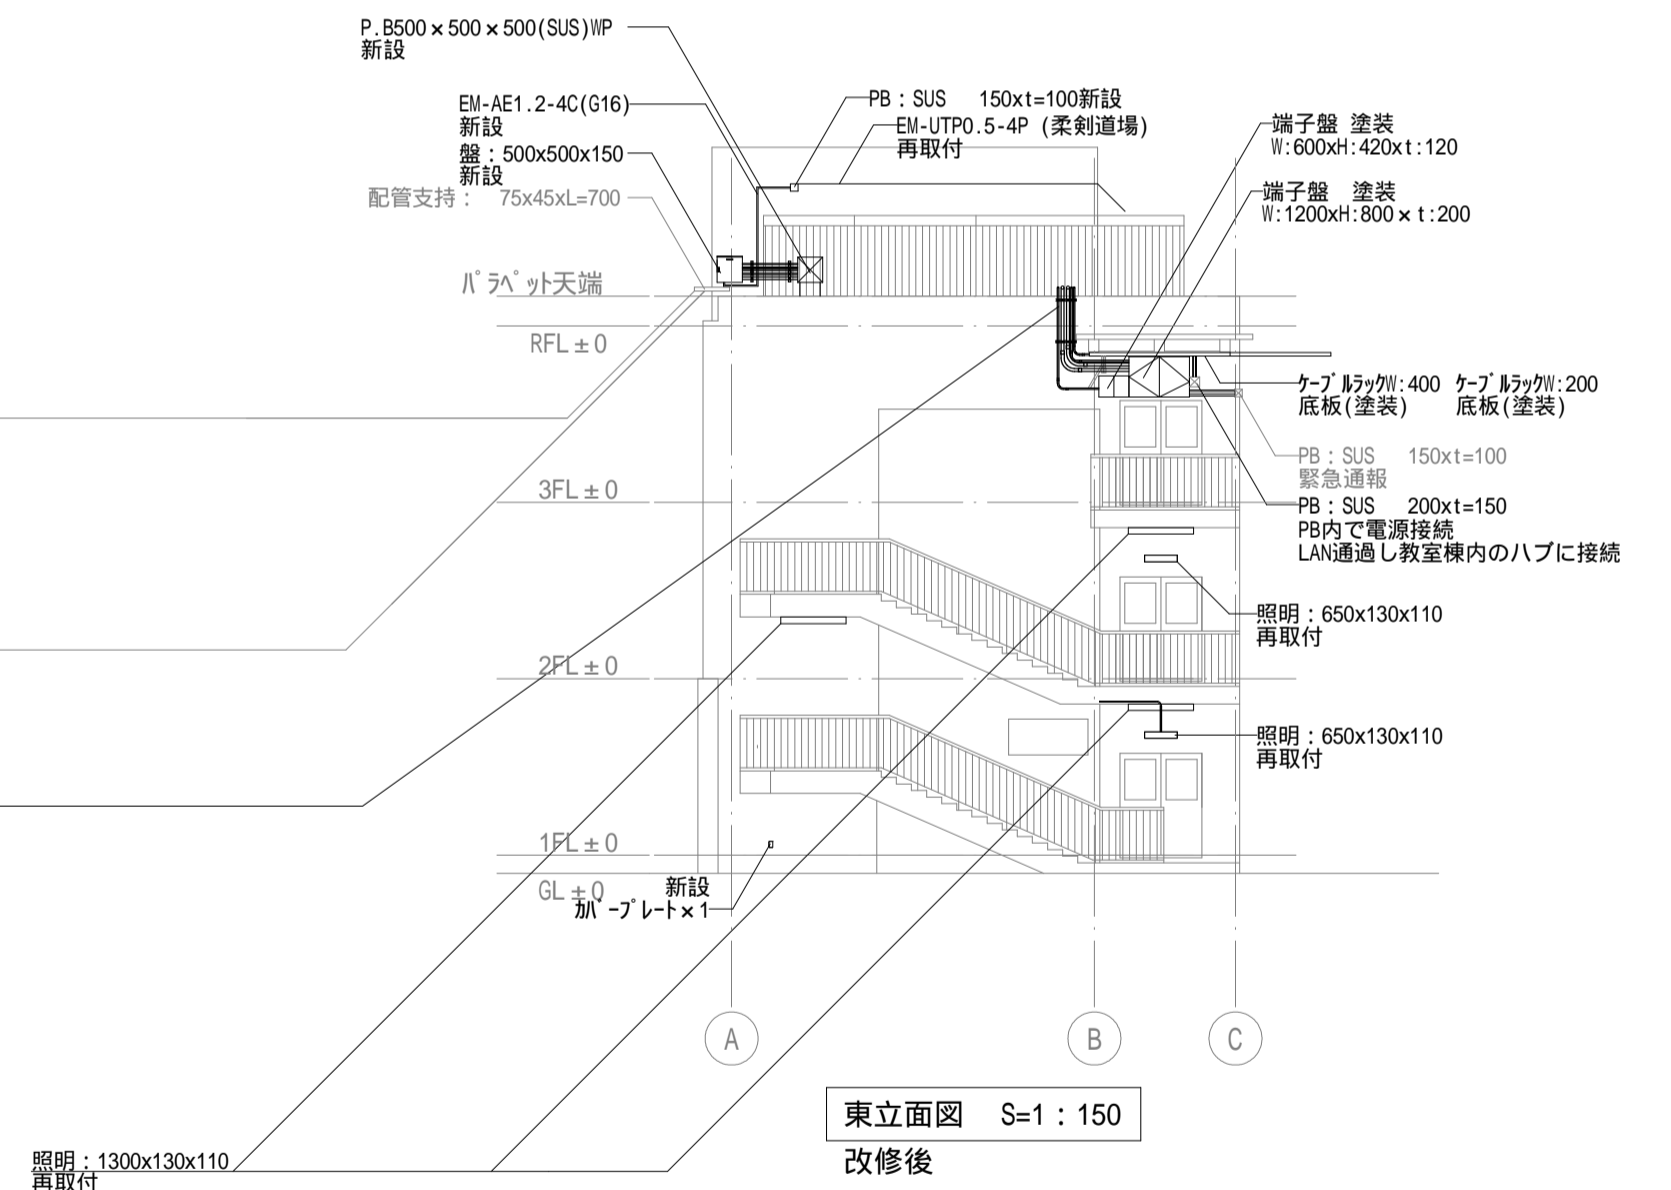 P.B500×500×500(SUS)WP
新設
EM-AE1.2-4C(G16)
新設
盤：500x500x150
新設
配管支持： 75x45xL=700
PB：SUS 150xt=100新設
EM-UTP0.5-4P (柔剣道場)
再取付
端子盤 塗装
W:600xH:420xt:120
端子盤 塗装
W:1200xH:800×t:200
ﾊﾟﾗﾍﾟｯﾄ天端
RFL±0
ｹｰﾌﾞﾙﾗｯｸW:400 ｹｰﾌﾞﾙﾗｯｸW:200
底板(塗装) 底板(塗装)
PB：SUS 150xt=100
緊急通報
3FL±0
PB：SUS 200xt=150
PB内で電源接続
LAN通過し教室棟内のハブに接続
照明：650x130x110
再取付
2FL±0
照明：650x130x110
再取付
1FL±0
GL±0
新設
ｶﾊﾞｰﾌﾟﾚｰﾄ×1
A
B
C
東立面図 S=1：150
改修後
照明：1300x130x110
再取付